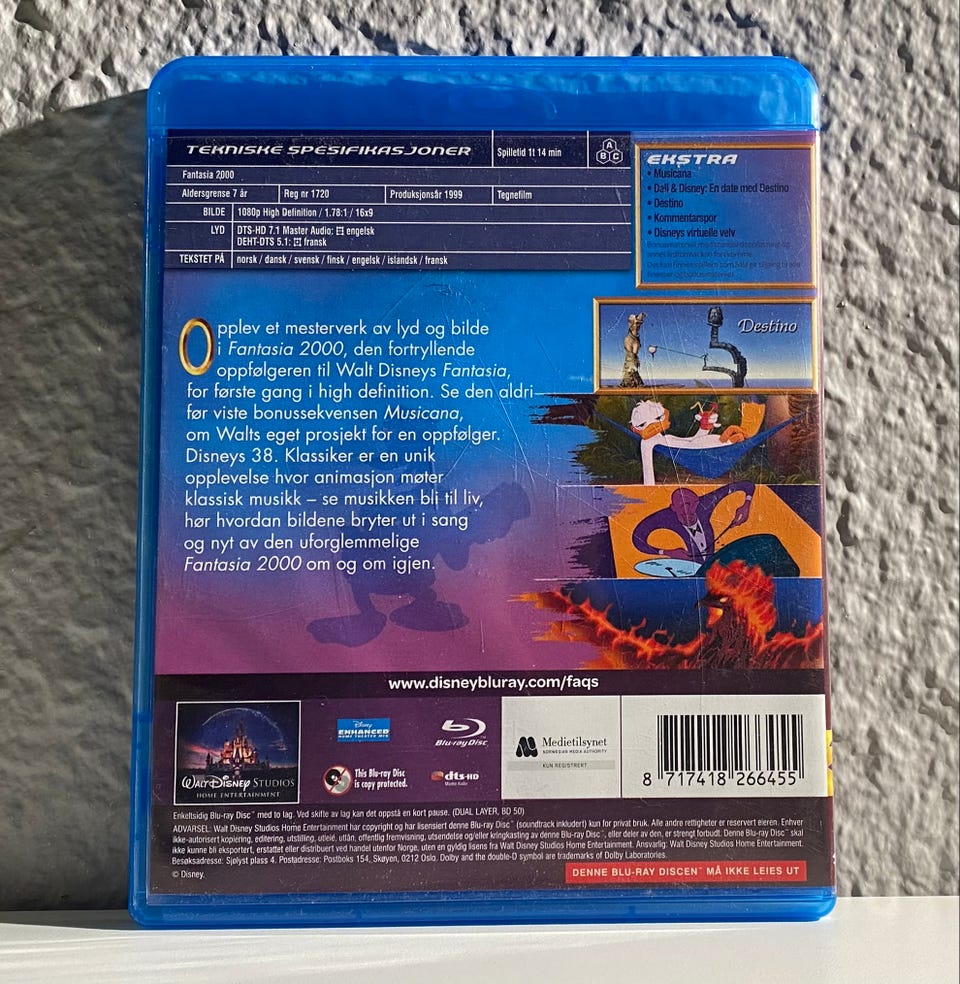 TEKNISKE SPESIFIKASJONER
Spilletid 1t 14 min
A B C
Fantasia 2000
Aldersgrense 7 år
Reg nr 1720
Produksjonsår 1999
Tegnefilm
BILDE
1080p High Definition / 1.78:1 / 16x9
LYD
DTS-HD 7.1 Master Audio: engelsk
DEHT-DTS 5.1: fransk
TEKSTET PÅ
norsk / dansk / svensk / finsk / engelsk / islandsk / fransk
EKSTRA
• Musicana
• Dalí & Disney: En date med Destino
• Destino
• Kommentarspor
• Disneys virtuelle velv
Destino
Opplev et mesterverk av lyd og bilde
i Fantasia 2000, den fortryllende
oppfølgeren til Walt Disneys Fantasia,
for første gang i high definition. Se den aldri
før viste bonussekvensen Musicana,
om Walts eget prosjekt for en oppfølger.
Disneys 38. Klassiker er en unik
opplevelse hvor animasjon møter
klassisk musikk – se musikken bli til liv,
hør hvordan bildene bryter ut i sang
og nyt av den uforglemmelige
Fantasia 2000 om og om igjen.
www.disneybluray.com/faqs
WALT DISNEY STUDIOS
HOME ENTERTAINMENT
Disney
ENHANCED
HOME THEATER MIX
This Blu-ray Disc
is copy protected.
Blu-ray Disc™
dts-HD
Master Audio
Medietilsynet
NORWEGIAN MEDIA AUTHORITY
KUN REGISTRERT
8 717418 266455
Enkeltsidig Blu-ray Disc™ med to lag. Ved skifte av lag kan det oppstå en kort pause. (DUAL LAYER, BD 50)
ADVARSEL: Walt Disney Studios Home Entertainment har copyright og har lisensiert denne Blu-ray Disc™ (soundtrack inkludert) kun for privat bruk. Alle andre rettigheter er reservert eieren. Enhver
ikke-autorisert kopiering, editering, utstilling, utleie, utlån, offentlig fremvisning, utsendelse og/eller kringkasting av denne Blu-ray Disc™, eller deler av den, er strengt forbudt. Denne Blu-ray Disc™ skal
ikke kunne bli eksportert, erstattet eller distribuert ved handel utenfor Norge, uten en gyldig lisens fra Walt Disney Studios Home Entertainment. Ansvarlig: Walt Disney Studios Home Entertainment.
Besøksadresse: Sjølyst plass 4. Postadresse: Postboks 154, Skøyen, 0212 Oslo. Dolby and the double-D symbol are trademarks of Dolby Laboratories.
© Disney.
DENNE BLU-RAY DISCEN™ MÅ IKKE LEIES UT